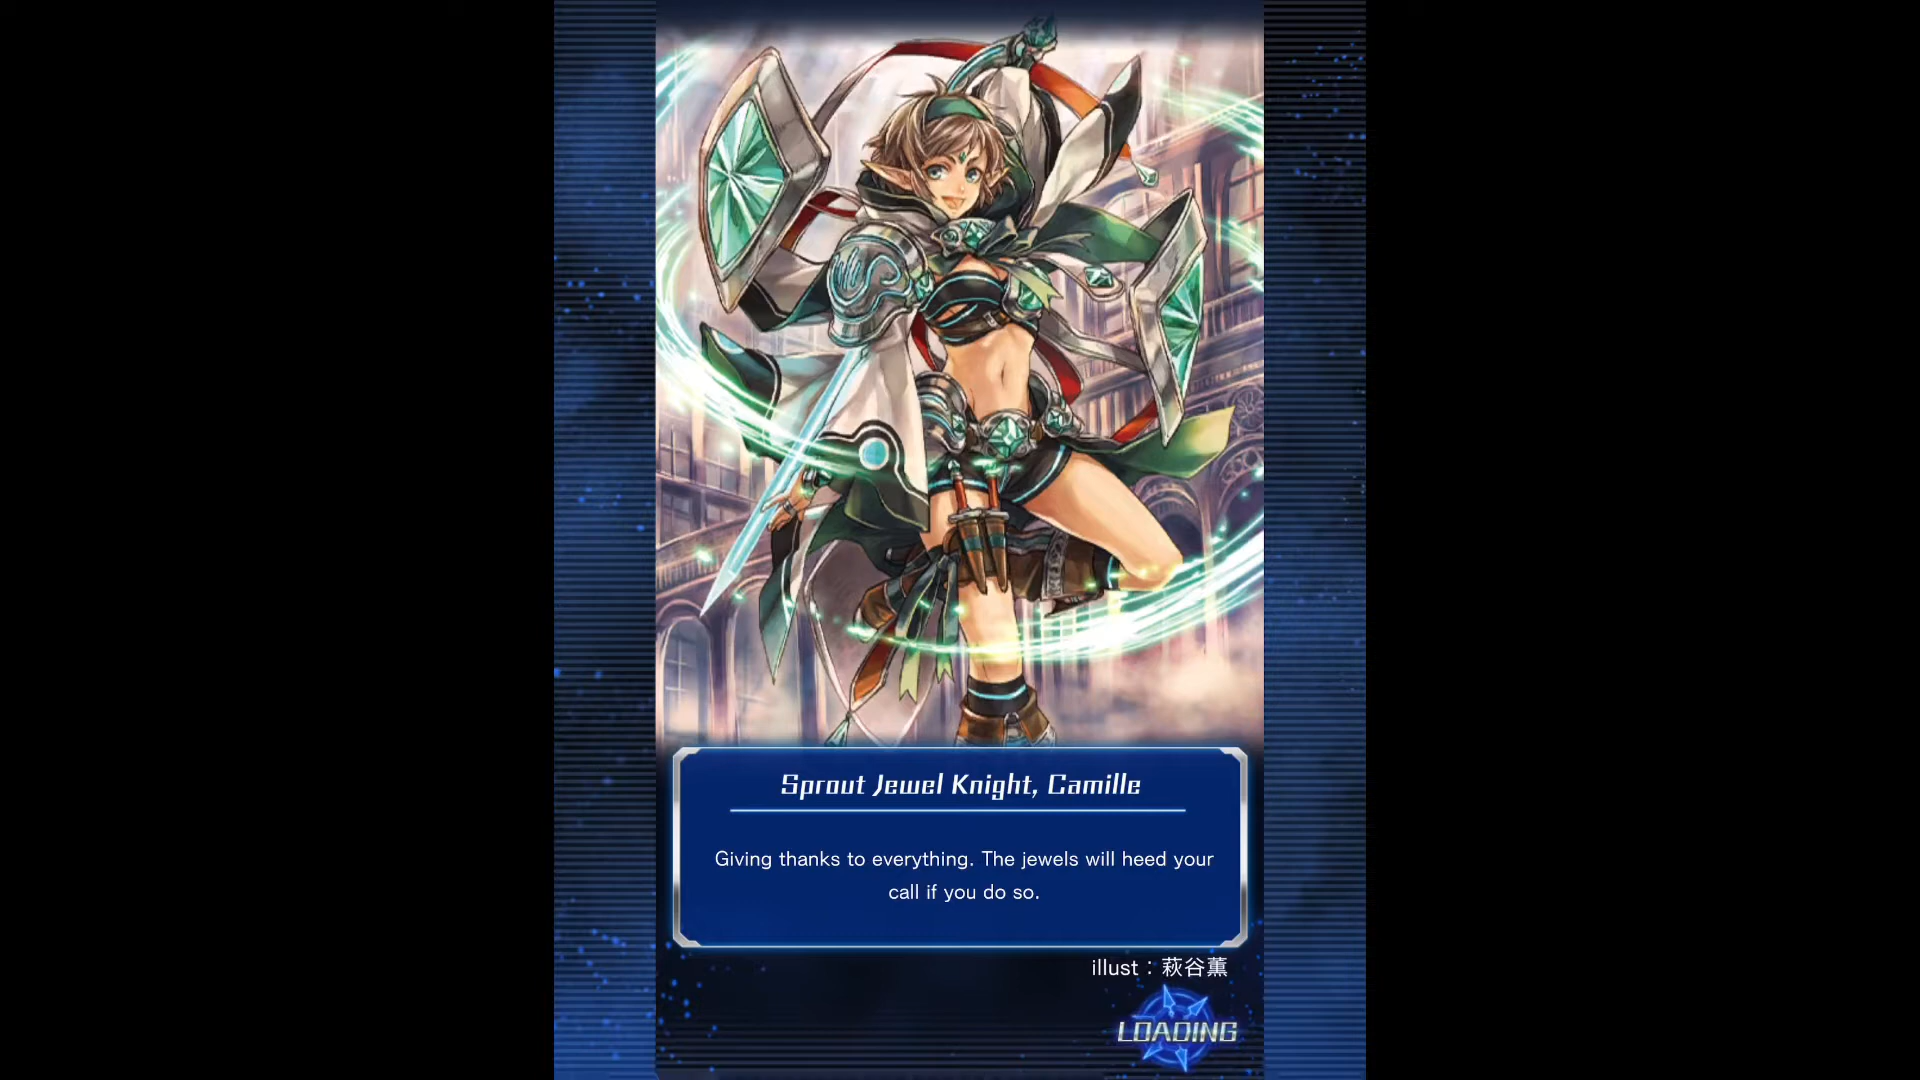 Sprout Jewel Knight, Camille
Giving thanks to everything. The jewels will heed your
call if you do so.
illust：萩谷薫
LOADING